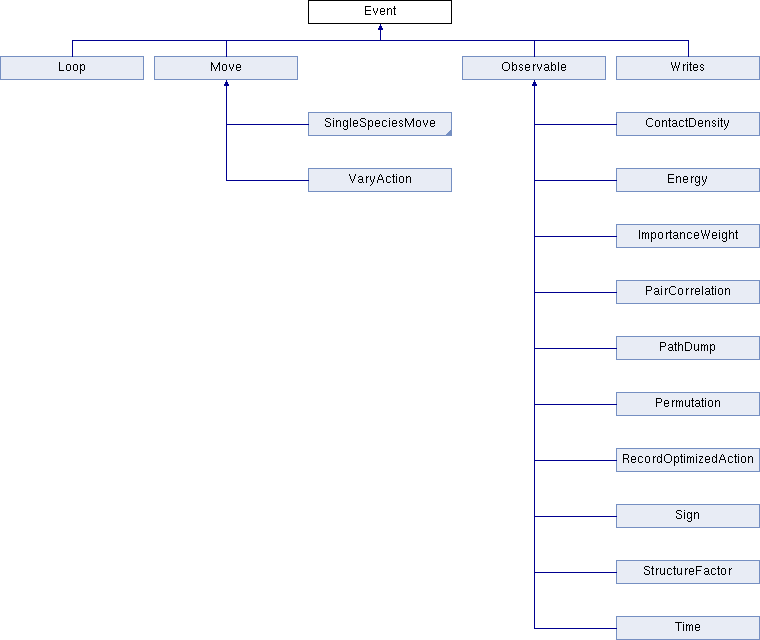 Event
Loop
Move
Observable
Writes
SingleSpeciesMove
ContactDensity
VaryAction
Energy
ImportanceWeight
PairCorrelation
PathDump
Permutation
RecordOptimizedAction
Sign
StructureFactor
Time